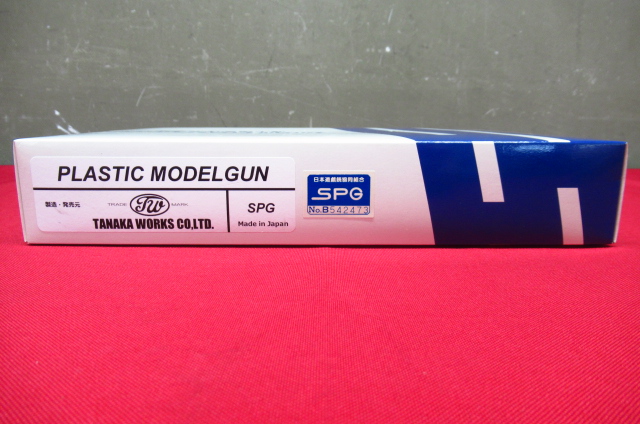 PLASTIC MODELGUN
製造・発売元
TRADE TW MARK
TANAKA WORKS CO,LTD.
SPG
Made in Japan
日本遊戯銃協同組合
SPG
No.B542473